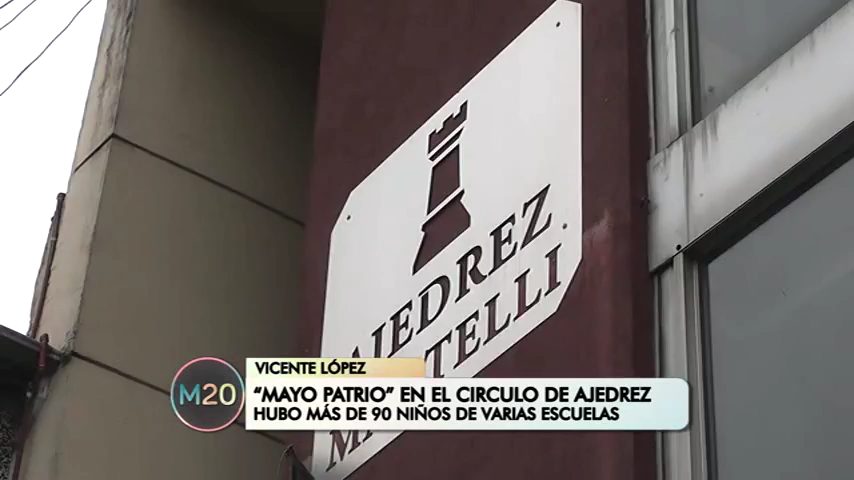 AJEDREZ
VICENTE LÓPEZ
M20
“MAYO PATRIO” EN EL CIRCULO DE AJEDREZ
HUBO MÁS DE 90 NIÑOS DE VARIAS ESCUELAS